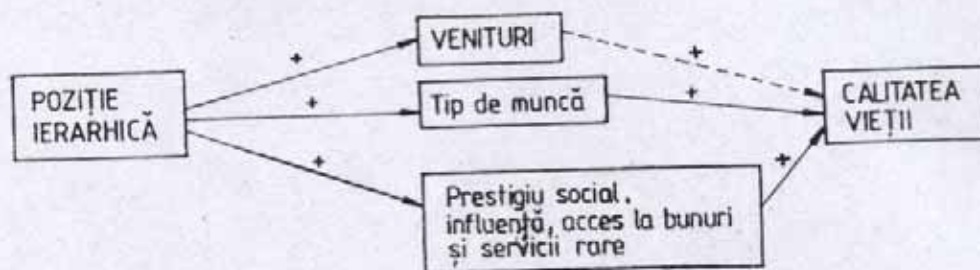 POZIȚIE
IERARHICĂ
+
+
+
VENITURI
Tip de muncă
Prestigiu social,
influență, acces la bunuri
și servicii rare
+
+
+
CALITATEA
VIEȚII